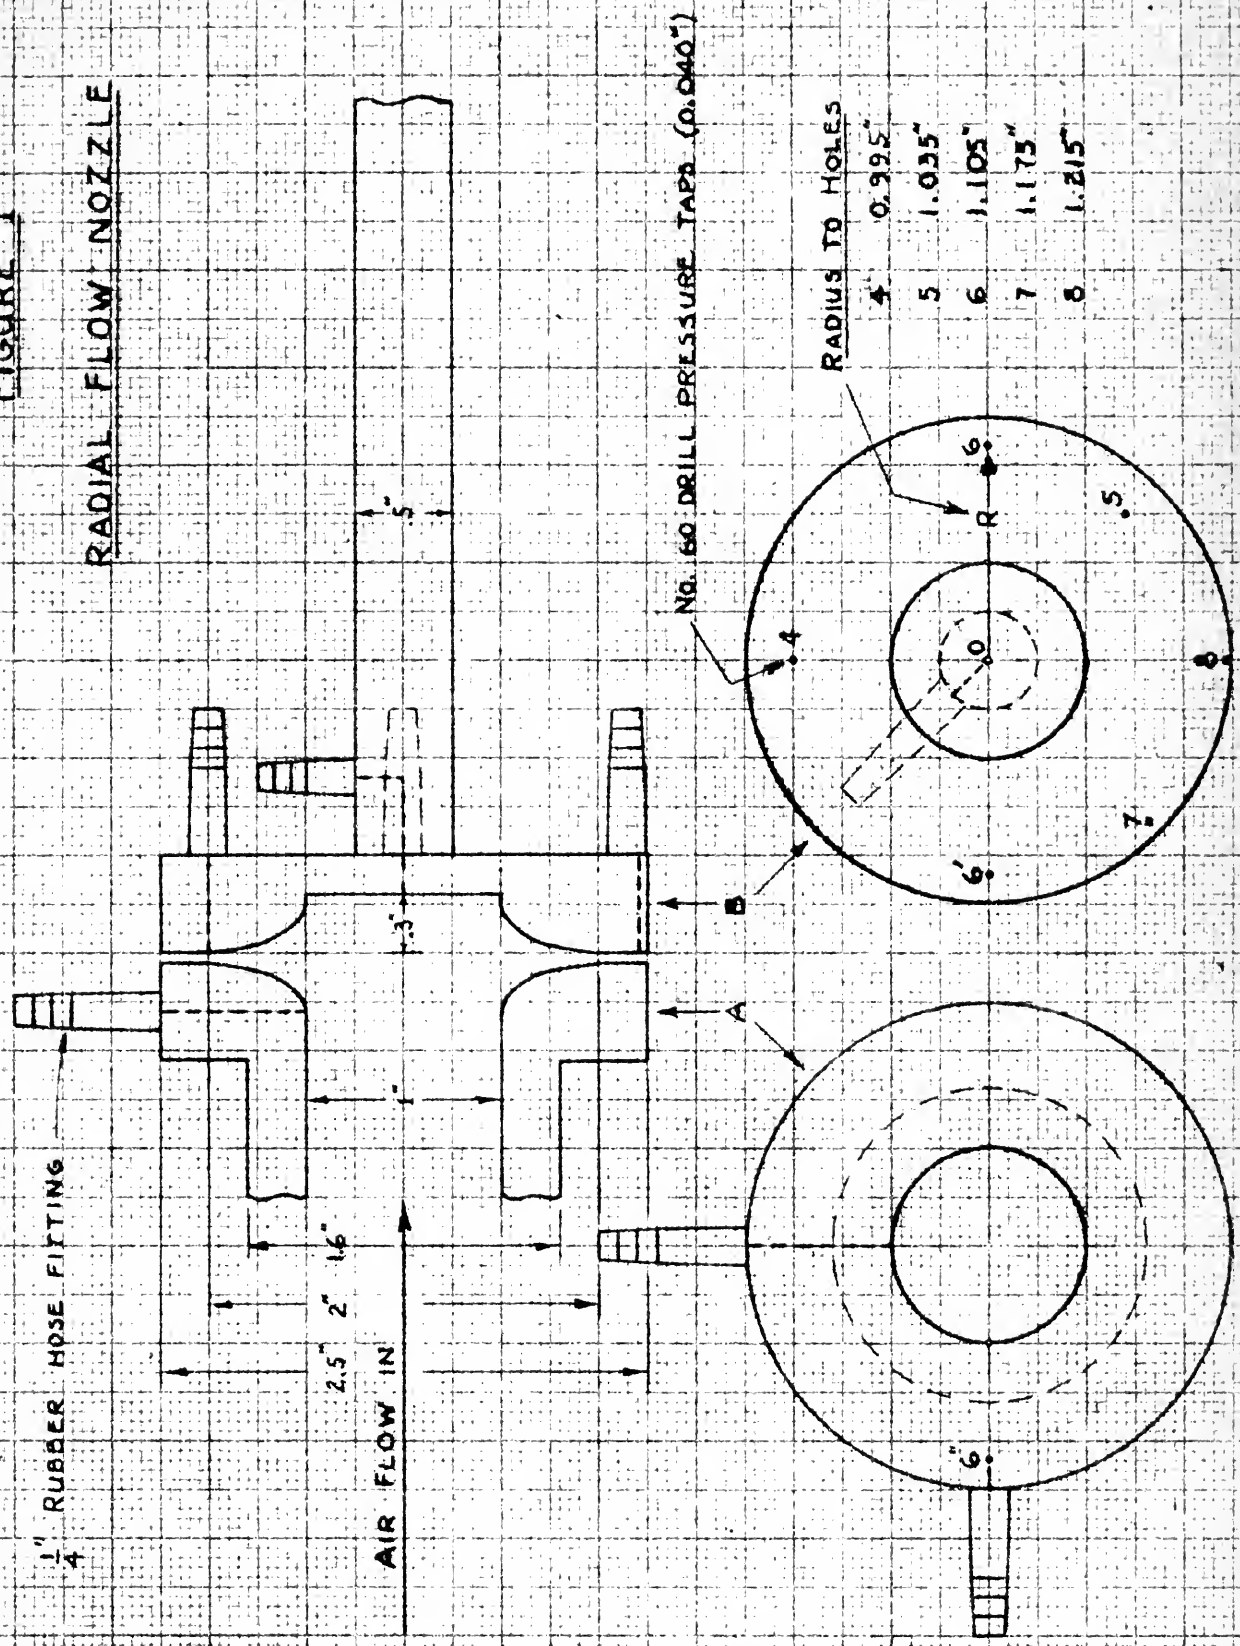 FIGURE 1
RADIAL FLOW NOZZLE
1/4" RUBBER HOSE FITTING
.5"
.3"
1"
1.6"
2"
2.5"
AIR FLOW IN
A
B
NO. 60 DRILL PRESSURE TAPS (0.040")
RADIUS TO HOLES
4 0.995"
5 1.035"
6 1.105"
7 1.175"
8 1.215"
6"
4
6'
O
R
6
7
5
8